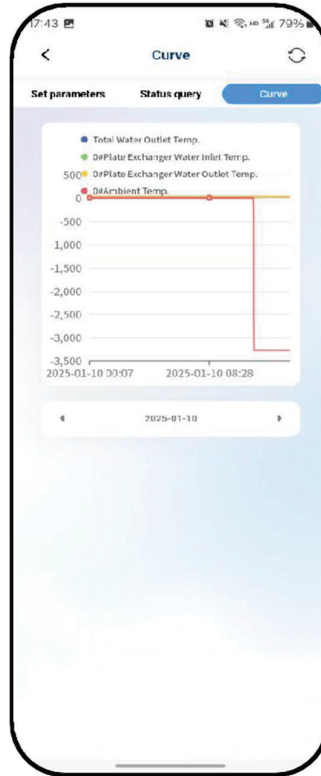 17:43 HD 5G 79%
Curve
Set parameters Status query Curve
Total Water Outlet Temp.
0#Plate Exchanger Water Inlet Temp.
0#Plate Exchanger Water Outlet Temp.
0#Ambient Temp.
500
0
-500
1,000
-1,500
-2,000
-2,500
-3,000
-3,500
2025-01-10 00:07 2025-01-10 08:28
2025-01-10